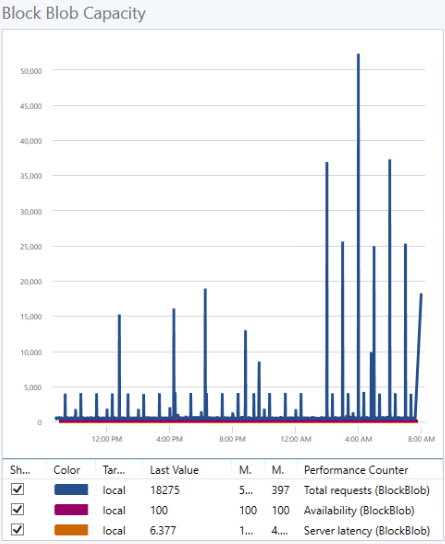 Block Blob Capacity
50,000
45,000
40,000
35,000
30,000
25,000
20,000
15,000
10,000
5,000
0
12:00 PM 4:00 PM 8:00 PM 12:00 AM 4:00 AM 8:00 AM
Sh... Color Tar... Last Value M. M. Performance Counter
local 18275 5... 397 Total requests (BlockBlob)
local 100 100 100 Availability (BlockBlob)
local 6.377 1... 4.... Server latency (BlockBlob)